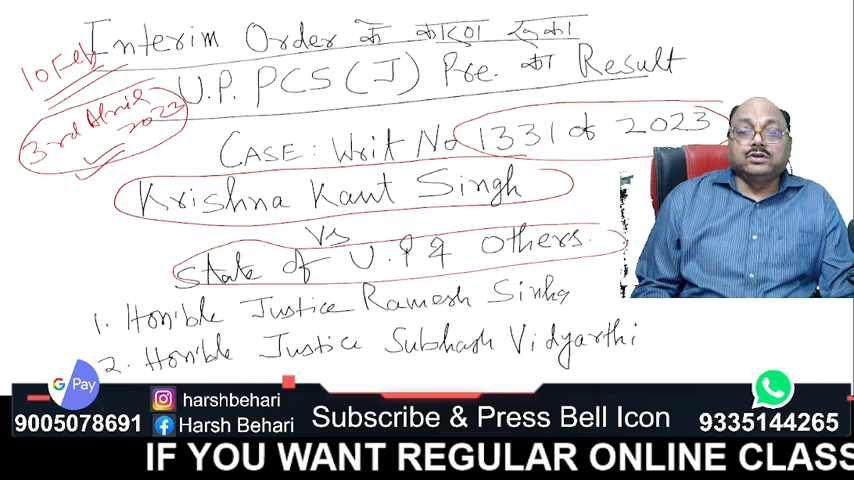 Interim Order के कारण रुका
10 Feb
U.P. PCS (J) Pre. का Result
3rd April 2022
CASE: Writ No 1331 of 2023
Krishna Kant Singh
Vs
State of U.P & Others.
1. Hon'ble Justice Ramesh Sinha
2. Hon'ble Justice Subhash Vidyarthi
G Pay
harshbehari
9005078691
Harsh Behari
Subscribe & Press Bell Icon
9335144265
IF YOU WANT REGULAR ONLINE CLASS